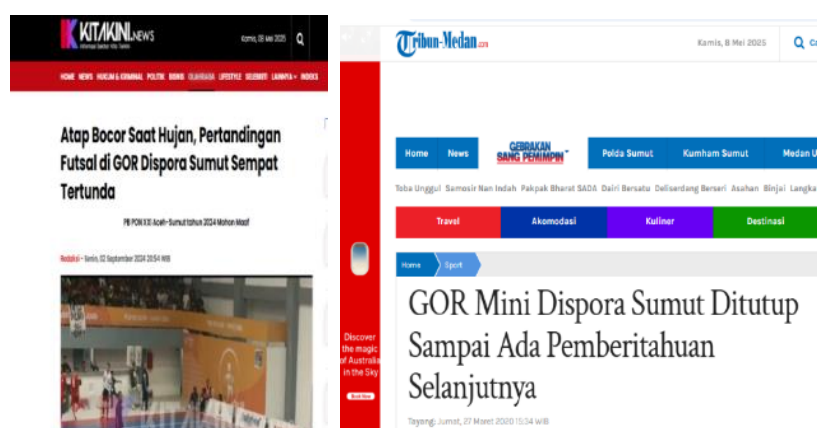 KITAKINI.NEWS
Kamis, 08 Mei 2025
HOME NEWS HUKUM & KRIMINAL POLITIK BISNIS OLAHRAGA LIFESTYLE SELEBRITI LAINNYA INDEKS
Atap Bocor Saat Hujan, Pertandingan
Futsal di GOR Dispora Sumut Sempat
Tertunda
PB PON XXI Aceh-Sumut tahun 2024 Mohon Maaf
Redaksi - Senin, 02 September 2024 20:54 WIB
Tribun-Medan.com
Kamis, 8 Mei 2025
Home News GEBRAKAN SANG PEMIMPIN Polda Sumut Kumham Sumut Medan U
Toba Unggul Samosir Nan Indah Pakpak Bharat SADA Dairi Bersatu Deliserdang Berseri Asahan Binjai Langka
Travel Akomodasi Kuliner Destinasi
Home Sport
GOR Mini Dispora Sumut Ditutup
Sampai Ada Pemberitahuan
Selanjutnya
Tayang: Jumat, 27 Maret 2020 15:34 WIB
Discover
the magic
of Australia
in the Sky
Book Now